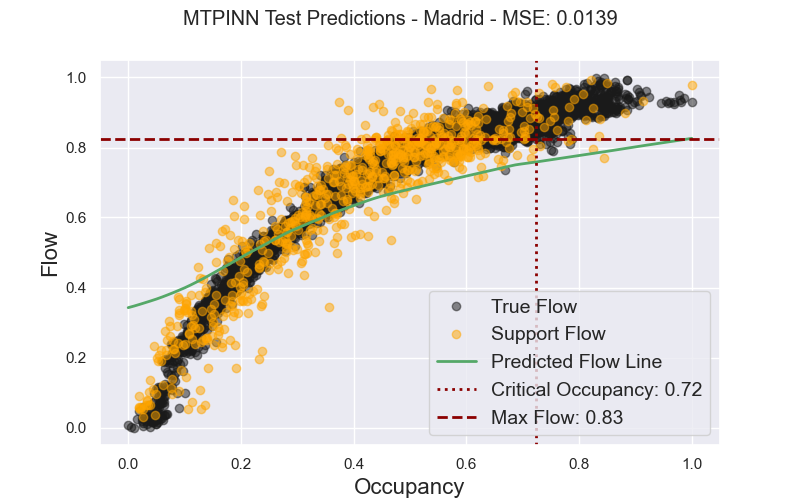 MTPINN Test Predictions - Madrid - MSE: 0.0139
1.0
0.8
0.6
0.4
0.2
0.0
Flow
True Flow
Support Flow
Predicted Flow Line
Critical Occupancy: 0.72
Max Flow: 0.83
0.0 0.2 0.4 0.6 0.8 1.0
Occupancy